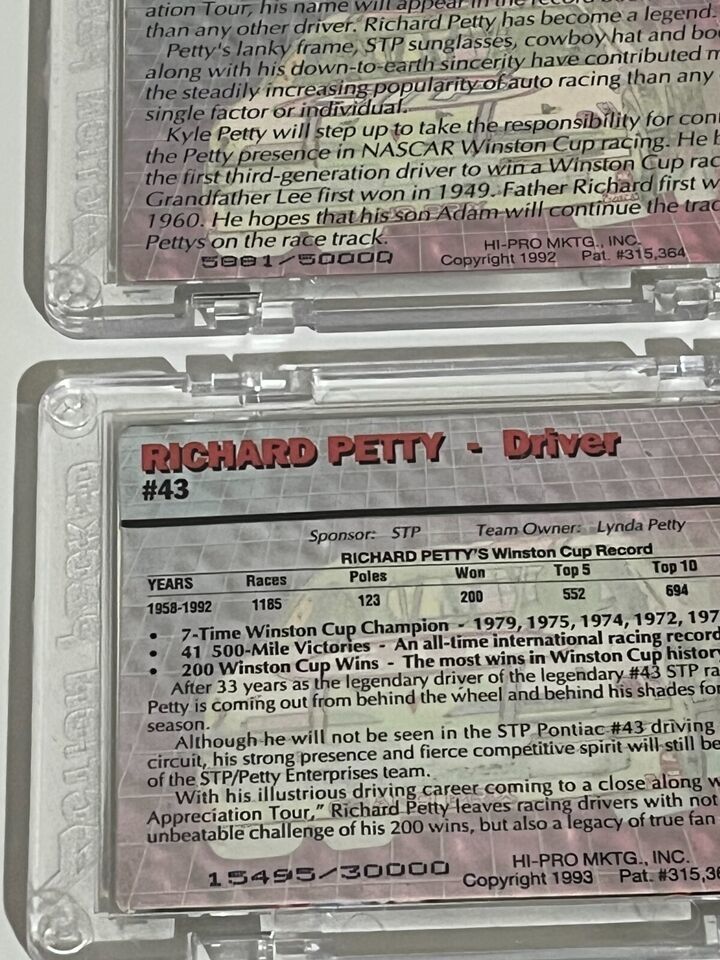 ation Tour, his name will appear in the record
than any other driver. Richard Petty has become a legend.
Petty's lanky frame, STP sunglasses, cowboy hat and
along with his down-to-earth sincerity have contributed
the steadily increasing popularity of auto racing than any
single factor or individual.
Kyle Petty will step up to take the responsibility for
the Petty presence in NASCAR Winston Cup racing. He
the first third-generation driver to win a Winston Cup
Grandfather Lee first won in 1949. Father Richard first
1960. He hopes that his son Adam will continue the
Pettys on the race track.
5881/50000
HI-PRO MKTG., INC.
Copyright 1992 Pat. #315,364
RICHARD PETTY - Driver
#43
Sponsor: STP Team Owner: Lynda Petty
RICHARD PETTY'S Winston Cup Record
YEARS Races Poles Won Top 5 Top 10
1958-1992 1185 123 200 552 694
• 7-Time Winston Cup Champion - 1979, 1975, 1974, 1972, 197
• 41 500-Mile Victories - An all-time international racing record
• 200 Winston Cup Wins - The most wins in Winston Cup history
After 33 years as the legendary driver of the legendary #43 STP ra
Petty is coming out from behind the wheel and behind his shades for
season.
Although he will not be seen in the STP Pontiac #43 driving
circuit, his strong presence and fierce competitive spirit will still be
of the STP/Petty Enterprises team.
With his illustrious driving career coming to a close along w
Appreciation Tour," Richard Petty leaves racing drivers with not
unbeatable challenge of his 200 wins, but also a legacy of true fan
15495/30000
HI-PRO MKTG., INC.
Copyright 1993 Pat. #315,36